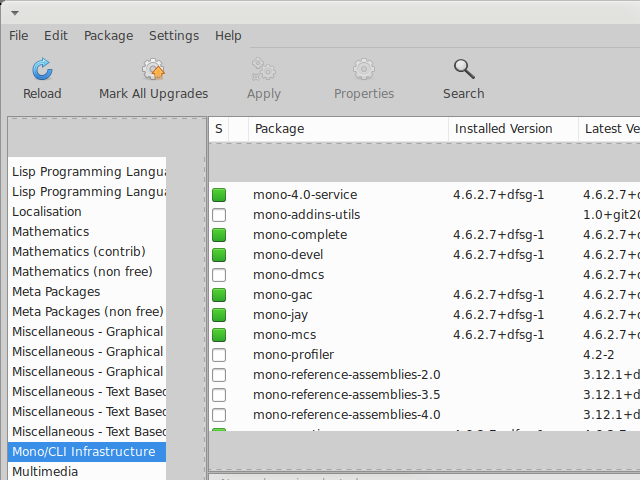 File Edit Package Settings Help
Reload Mark All Upgrades Apply Properties Search
S Package Installed Version Latest Ve
Lisp Programming Langu
Lisp Programming Langu
Localisation
Mathematics
Mathematics (contrib)
Mathematics (non free)
Meta Packages
Meta Packages (non free)
Miscellaneous - Graphical
Miscellaneous - Graphical
Miscellaneous - Graphical
Miscellaneous - Text Based
Miscellaneous - Text Based
Miscellaneous - Text Based
Mono/CLI Infrastructure
Multimedia
mono-4.0-service 4.6.2.7+dfsg-1 4.6.2.7+d
mono-addins-utils 1.0+git20
mono-complete 4.6.2.7+dfsg-1 4.6.2.7+d
mono-devel 4.6.2.7+dfsg-1 4.6.2.7+d
mono-dmcs 4.6.2.7+d
mono-gac 4.6.2.7+dfsg-1 4.6.2.7+d
mono-jay 4.6.2.7+dfsg-1 4.6.2.7+d
mono-mcs 4.6.2.7+dfsg-1 4.6.2.7+d
mono-profiler 4.2-2
mono-reference-assemblies-2.0 3.12.1+d
mono-reference-assemblies-3.5 3.12.1+d
mono-reference-assemblies-4.0 3.12.1+d